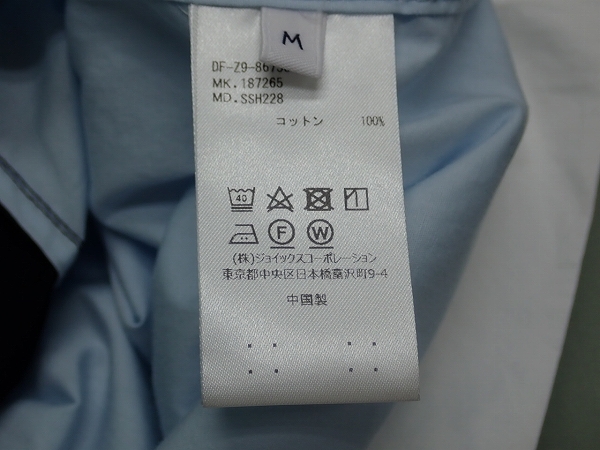 M
DF-Z9-8673
MK.187265
MD.SSH228
コットン 100%
40
F W
(株)ジョイックスコーポレーション
東京都中央区日本橋富沢町9-4
中国製